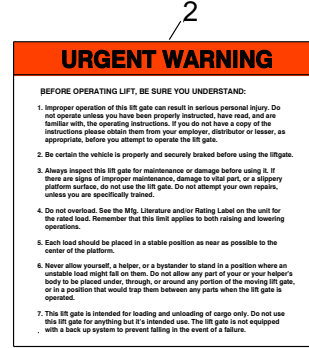 2
URGENT WARNING
BEFORE OPERATING LIFT, BE SURE YOU UNDERSTAND:
1. Improper operation of this lift gate can result in serious personal injury. Do
not operate unless you have been properly instructed, have read, and are
familiar with, the operating instructions. If you do not have a copy of the
instructions please obtain them from your employer, distributor or lesser, as
appropriate, before you attempt to operate the lift gate.
2. Be certain the vehicle is properly and securely braked before using the liftgate.
3. Always inspect this lift gate for maintenance or damage before using it. If
there are signs of improper maintenance, damage to vital part, or a slippery
platform surface, do not use the lift gate. Do not attempt your own repairs,
unless you are specifically trained.
4. Do not overload. See the Mfg. Literature and/or Rating Label on the unit for
the rated load. Remember that this limit applies to both raising and lowering
operations.
5. Each load should be placed in a stable position as near as possible to the
center of the platform.
6. Never allow yourself, a helper, or a bystander to stand in a position where an
unstable load might fall on them. Do not allow any part of your or your helper's
body to be placed under, through, or around any portion of the moving lift gate,
or in a position that would trap them between any parts when the lift gate is
operated.
7. This lift gate is intended for loading and unloading of cargo only. Do not use
this lift gate for anything but it's intended use. The lift gate is not equipped
. with a back up system to prevent falling in the event of a failure.